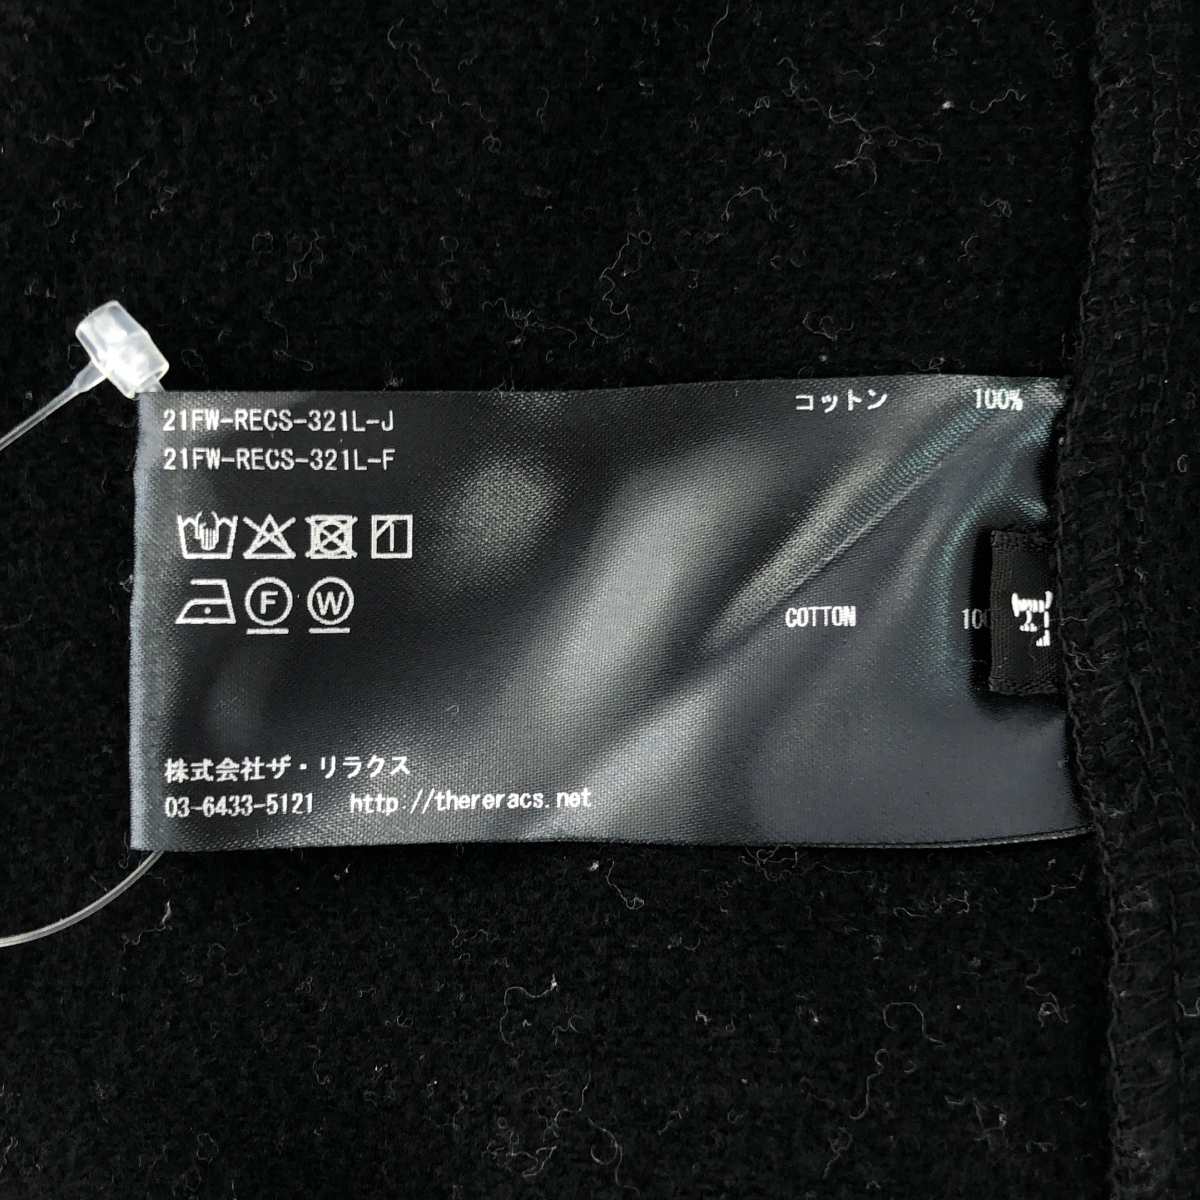 21FW-RECS-321L-J
21FW-RECS-321L-F
コットン 100%
COTTON
F W
株式会社ザ・リラクス
03-6433-5121 http://thereracs.net